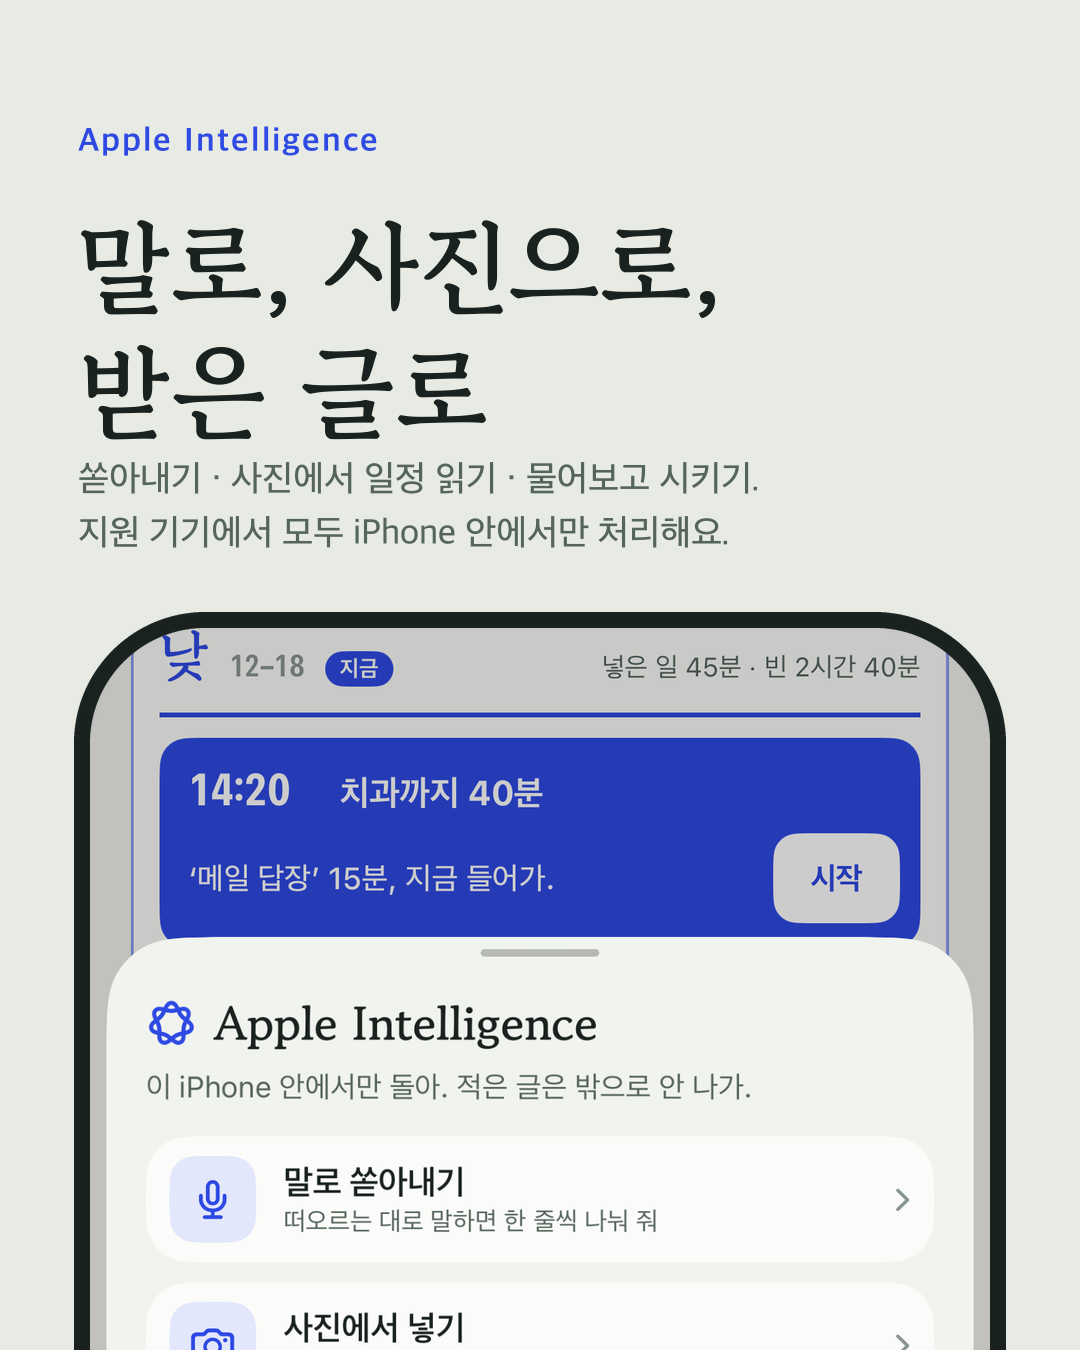 Apple Intelligence
말로, 사진으로,
받은 글로
쏟아내기 · 사진에서 일정 읽기 · 물어보고 시키기.
지원 기기에서 모두 iPhone 안에서만 처리해요.
낮 12–18 지금 넣은 일 45분 · 빈 2시간 40분
14:20 치과까지 40분
‘메일 답장’ 15분, 지금 들어가.
시작
Apple Intelligence
이 iPhone 안에서만 돌아. 적은 글은 밖으로 안 나가.
말로 쏟아내기
떠오르는 대로 말하면 한 줄씩 나눠 줘
사진에서 넣기